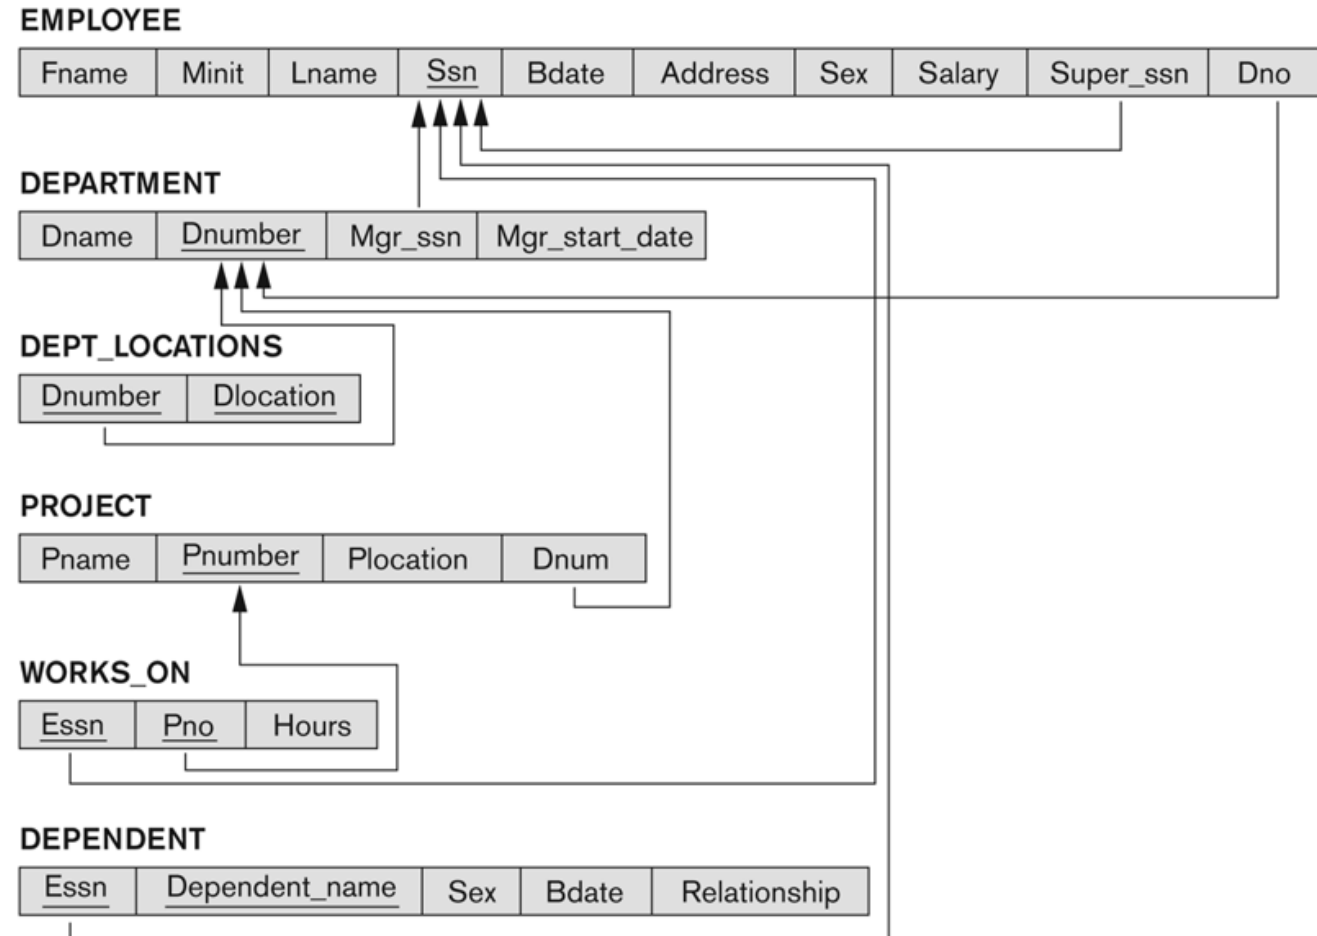 EMPLOYEE
Fname Minit Lname Ssn Bdate Address Sex Salary Super_ssn Dno
DEPARTMENT
Dname Dnumber Mgr_ssn Mgr_start_date
DEPT_LOCATIONS
Dnumber Dlocation
PROJECT
Pname Pnumber Plocation Dnum
WORKS_ON
Essn Pno Hours
DEPENDENT
Essn Dependent_name Sex Bdate Relationship